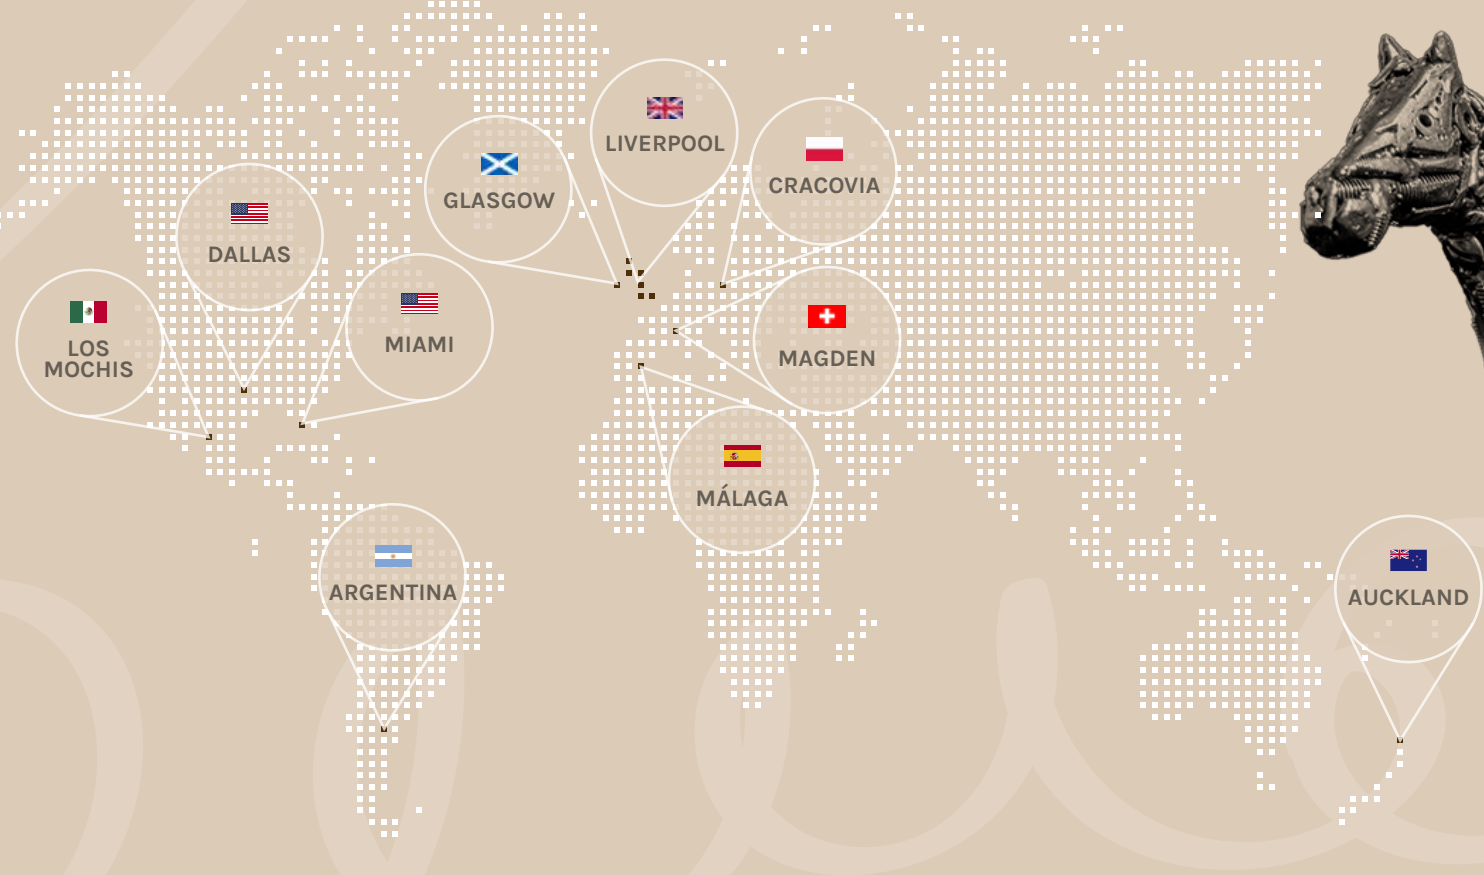 LIVERPOOL
CRACOVIA
GLASGOW
DALLAS
MIAMI
LOS
MOCHIS
MAGDEN
MÁLAGA
ARGENTINA
AUCKLAND